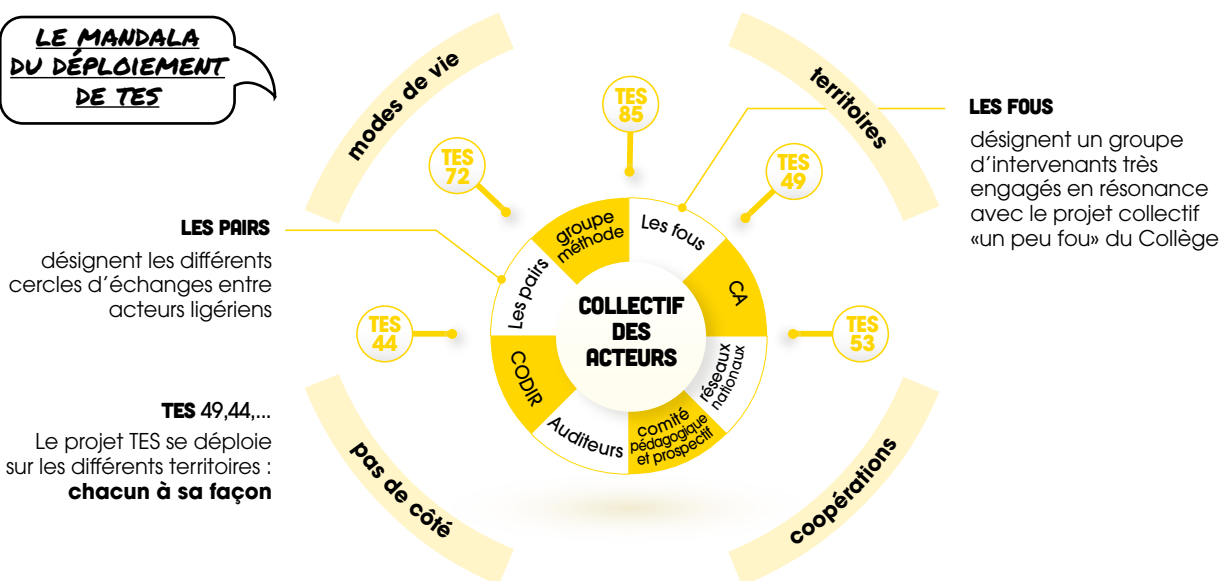 LE MANDALA
DU DÉPLOIEMENT
DE TES
modes de vie
territoires
TES
85
TES
72
TES
49
LES FOUS
désignent un groupe
d'intervenants très
engagés en résonance
avec le projet collectif
«un peu fou» du Collège
LES PAIRS
désignent les différents
cercles d'échanges entre
acteurs ligériens
groupe
méthode
Les fous
Les pairs
CA
COLLECTIF
DES
ACTEURS
TES
44
TES
53
CODIR
réseaux
nationaux
Auditeurs
comité
pédagogique
et prospectif
TES 49,44,...
Le projet TES se déploie
sur les différents territoires :
chacun à sa façon
pas de côté
coopérations